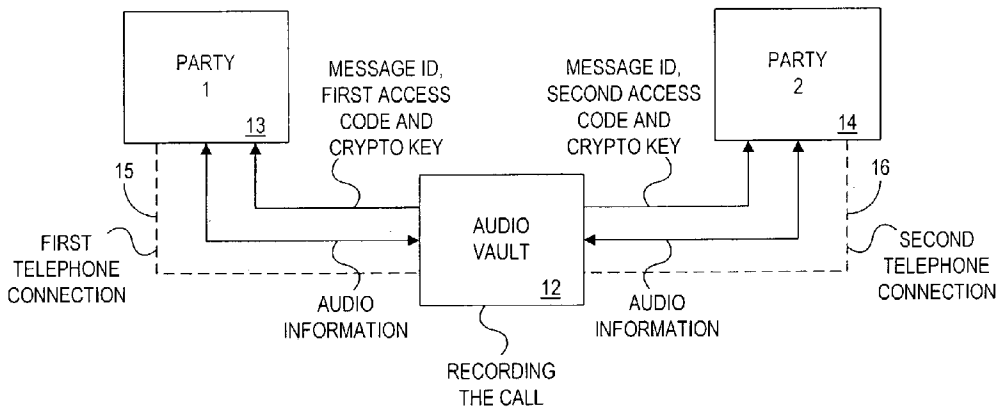 PARTY
1
13
MESSAGE ID,
FIRST ACCESS
CODE AND
CRYPTO KEY
MESSAGE ID,
SECOND ACCESS
CODE AND
CRYPTO KEY
PARTY
2
14
15
16
FIRST
TELEPHONE
CONNECTION
AUDIO
VAULT
12
SECOND
TELEPHONE
CONNECTION
AUDIO
INFORMATION
AUDIO
INFORMATION
RECORDING
THE CALL